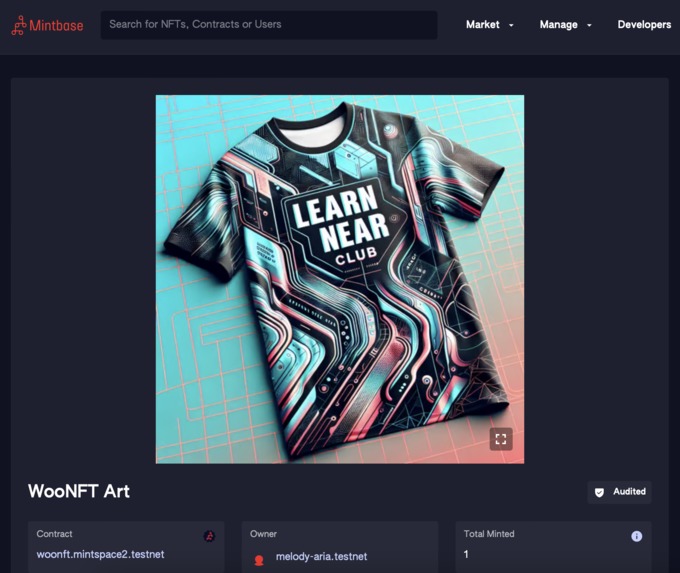 Mintbase
Search for NFTs, Contracts or Users
Market
Manage
Developers
LEARN
NEAR
CLUB
WooNFT Art
Audited
Contract
woonft.mintspace2.testnet
Owner
melody-aria.testnet
Total Minted
1